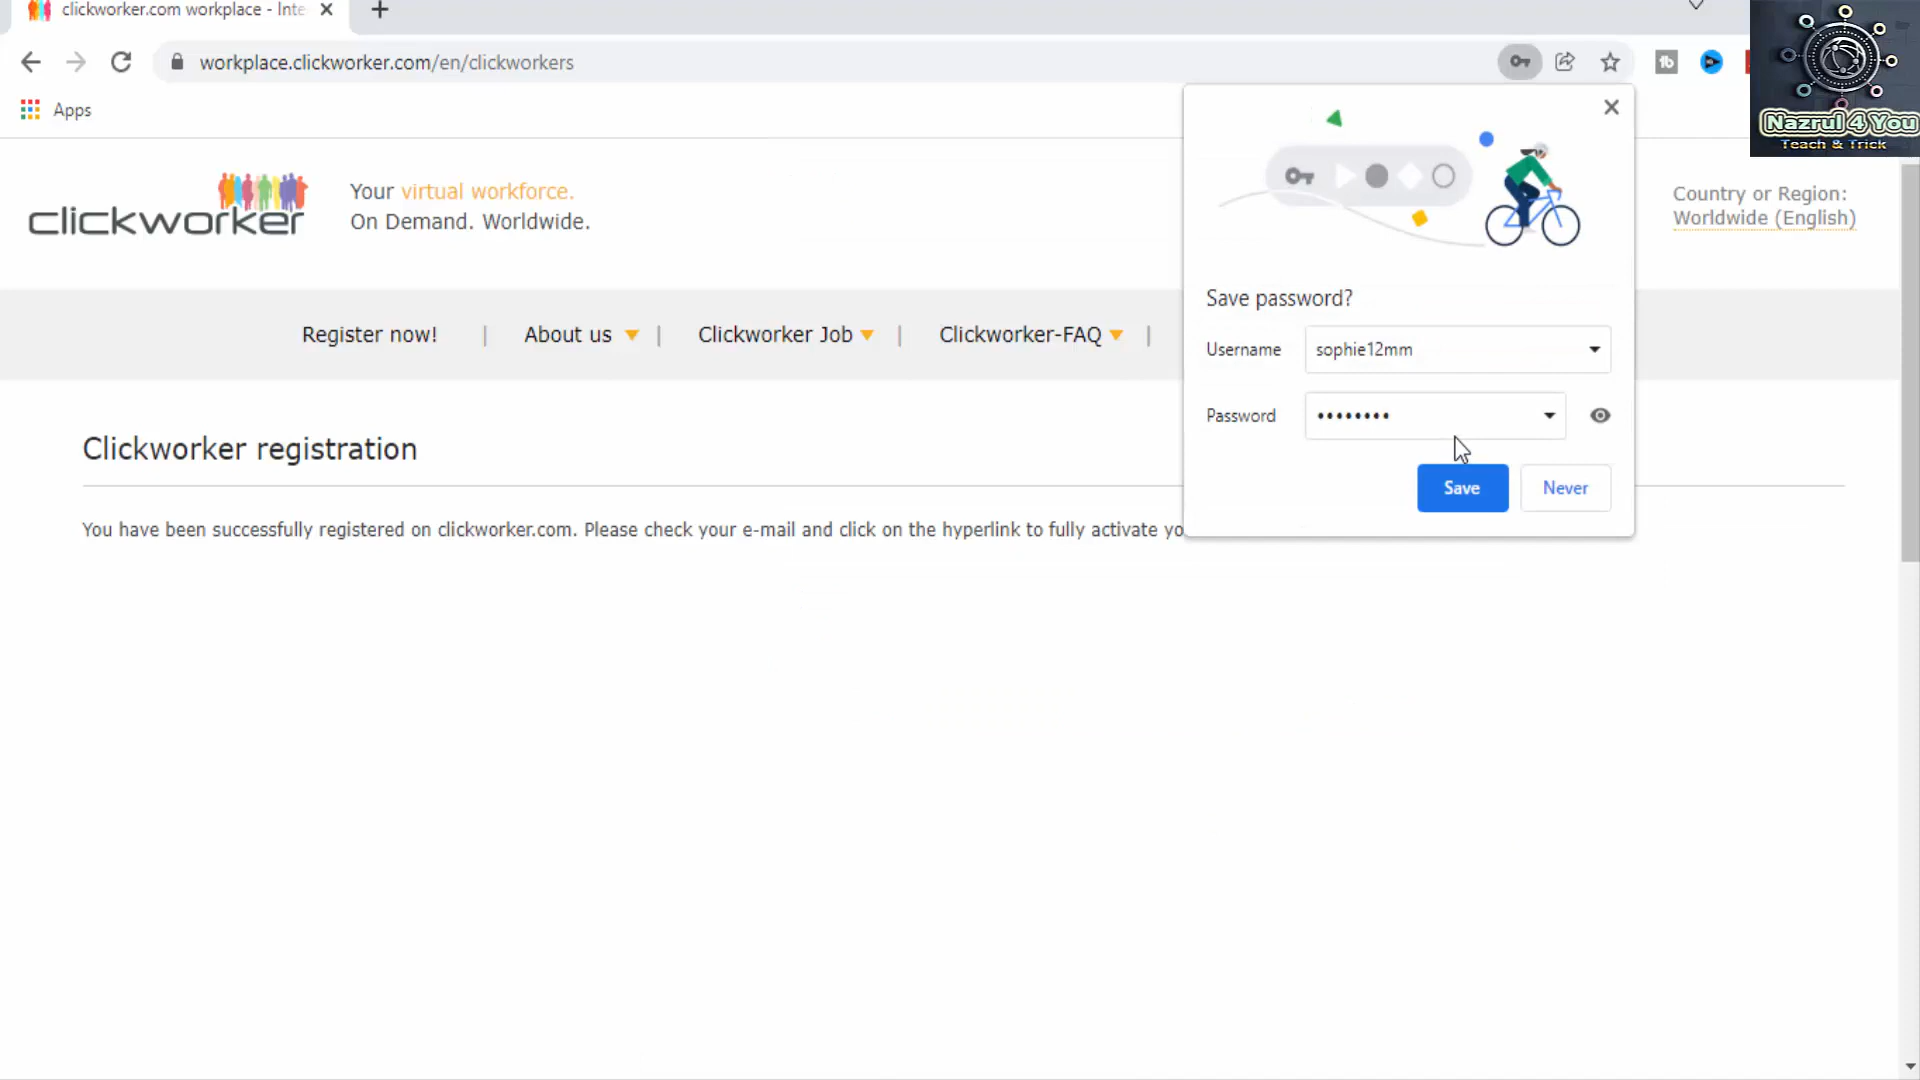 clickworker.com workplace - Inte
workplace.clickworker.com/en/clickworkers
Apps
Nazrul 4 You
Teach & Trick
clickworker
Your virtual workforce.
On Demand. Worldwide.
Country or Region:
Worldwide (English)
Save password?
Username sophie12mm
Password ••••••••
Save Never
Register now! | About us | Clickworker Job | Clickworker-FAQ |
Clickworker registration
You have been successfully registered on clickworker.com. Please check your e-mail and click on the hyperlink to fully activate yo